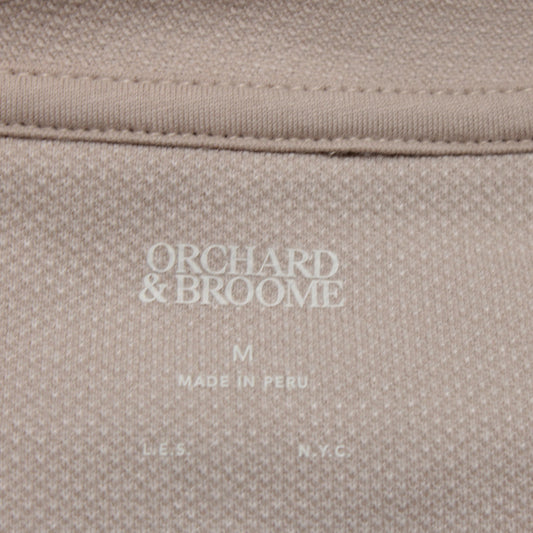 ORCHARD
& BROOME
M
MADE IN PERU
L.E.S. N.Y.C.